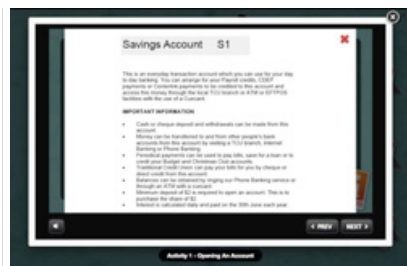 Savings Account S1
This is an everyday transaction account which you can use for your day
to day banking. You can arrange for your Payroll credits, CDEP
payments or Centrelink payments to be credited to this account and
access this money through the local TCU branch or ATM or EFTPOS
facilities with the use of a Cuecard.
IMPORTANT INFORMATION
• Cash or cheque deposit and withdrawals can be made from this
account.
• Money can be transferred to and from other people's bank
accounts from this account by visiting a TCU branch, Internet
Banking or Phone Banking.
• Periodical payments can be used to pay bills, save for a loan or to
credit your Budget and Christmas Club accounts.
• Traditional Credit Union can pay your bills for you by cheque or
direct credit from this account.
• Balances can be obtained by ringing our Phone Banking service or
through an ATM with a cuecard.
• Minimum deposit of $2 is required to open an account. This is to
purchase the share of $2.
• Interest is calculated daily and paid on the 30th June each year.
< PREV NEXT >
Activity 1 - Opening An Account